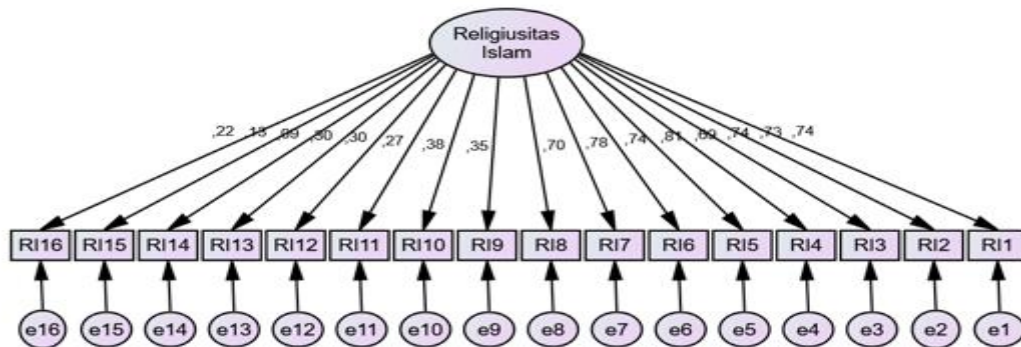 Religiusitas
Islam
,22 ,13 ,09 ,30 ,30 ,27 ,38 ,35 ,70 ,78 ,74 ,81 ,69 ,74 ,73 ,74
RI16 RI15 RI14 RI13 RI12 RI11 RI10 RI9 RI8 RI7 RI6 RI5 RI4 RI3 RI2 RI1
e16 e15 e14 e13 e12 e11 e10 e9 e8 e7 e6 e5 e4 e3 e2 e1